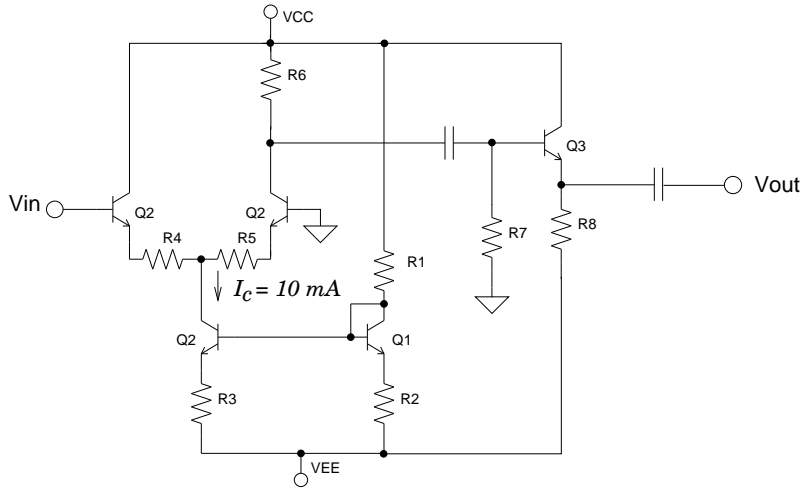 VCC
R6
Q3
Vin
Q2
Q2
Vout
R4
R5
R7
R8
R1
I_c = 10 mA
Q2
Q1
R3
R2
VEE